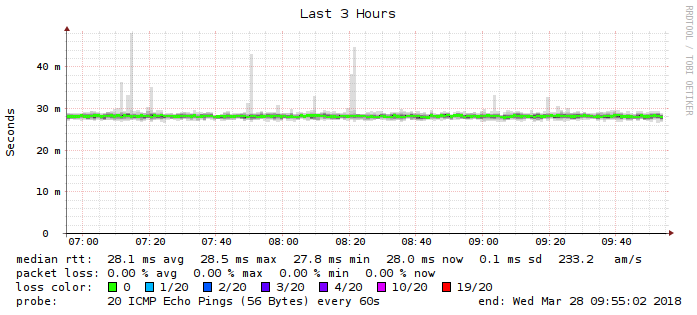 Last 3 Hours
RRDTOOL / TOBI OETIKER
Seconds
40 m
30 m
20 m
10 m
0
07:00 07:20 07:40 08:00 08:20 08:40 09:00 09:20 09:40
median rtt: 28.1 ms avg 28.5 ms max 27.8 ms min 28.0 ms now 0.1 ms sd 233.2 am/s
packet loss: 0.00 % avg 0.00 % max 0.00 % min 0.00 % now
loss color: 0 1/20 2/20 3/20 4/20 10/20 19/20
probe: 20 ICMP Echo Pings (56 Bytes) every 60s end: Wed Mar 28 09:55:02 2018